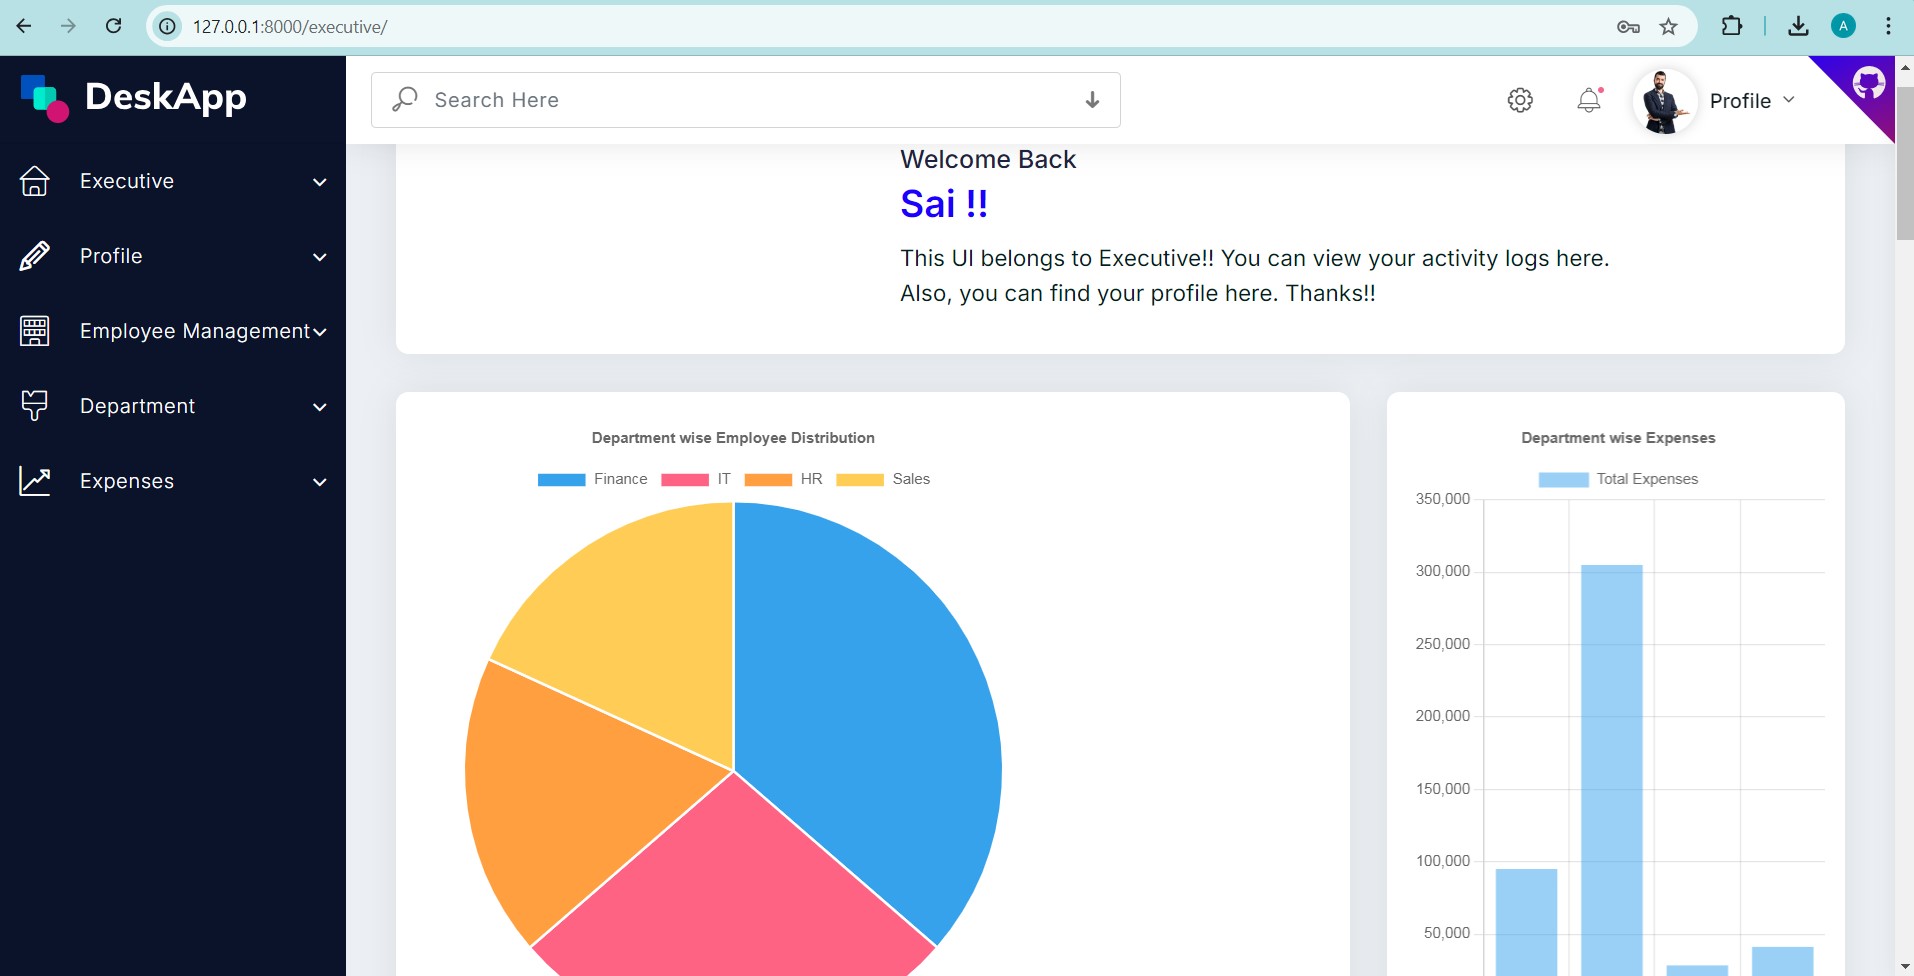 127.0.0.1:8000/executive/
A
DeskApp
Search Here
Profile
Executive
Profile
Employee Management
Department
Expenses
Welcome Back
Sai !!
This UI belongs to Executive!! You can view your activity logs here.
Also, you can find your profile here. Thanks!!
Department wise Employee Distribution
Finance IT HR Sales
Department wise Expenses
Total Expenses
350,000
300,000
250,000
200,000
150,000
100,000
50,000